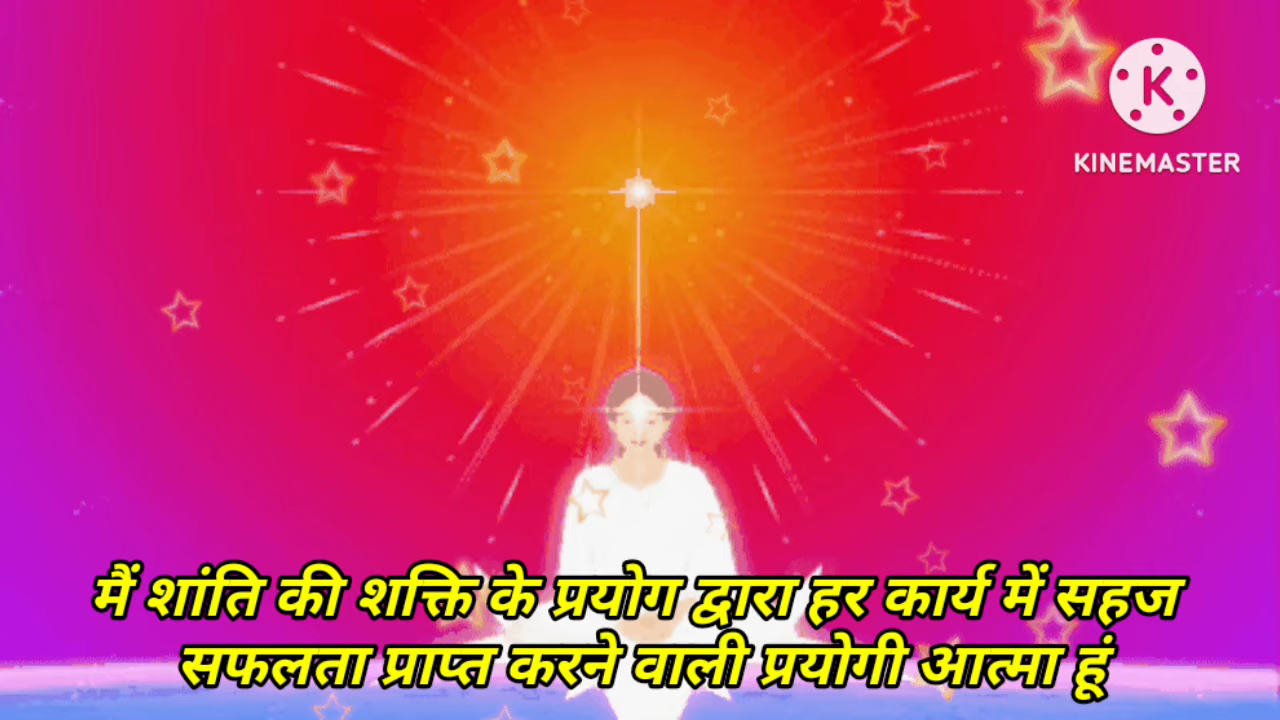 K
KINEMASTER
मैं शांति की शक्ति के प्रयोग द्वारा हर कार्य में सहज
सफलता प्राप्त करने वाली प्रयोगी आत्मा हूं